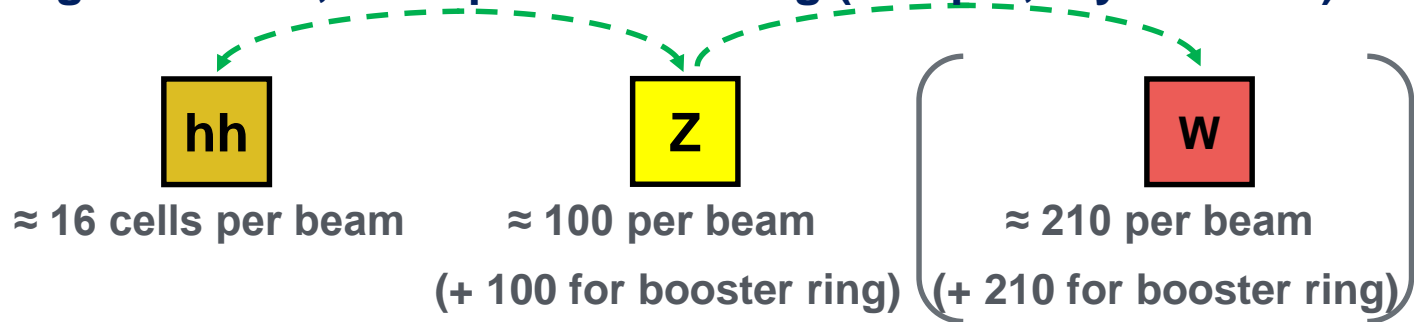 hh
Z
W
≈ 16 cells per beam
≈ 100 per beam
≈ 210 per beam
(+ 100 for booster ring)
(+ 210 for booster ring)